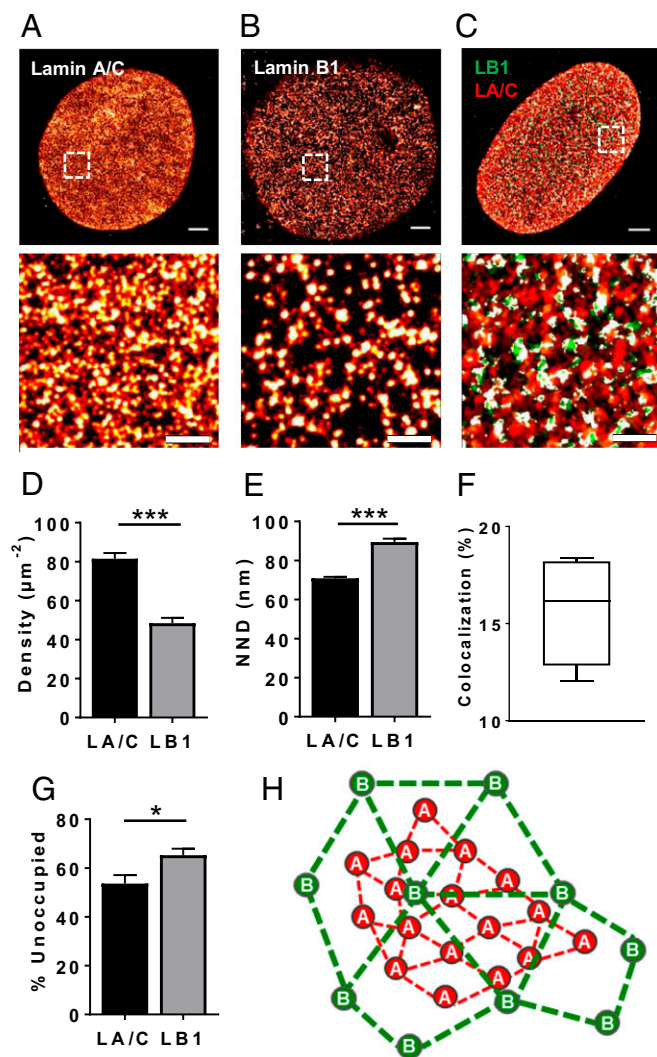 A
B
C
Lamin A/C
Lamin B1
LB1
LA/C
D
E
F
***
Density (µm⁻²)
80
60
40
20
0
LA/C LB1
***
NND (nm)
100
80
60
40
20
0
LA/C LB1
Colocalization (%)
20
15
10
G
*
% Unoccupied
80
60
40
20
0
LA/C LB1
H
B B
A
A A
A
B A B
A A
A
A
A A
A
B
A A
A
A
B A B
B
B